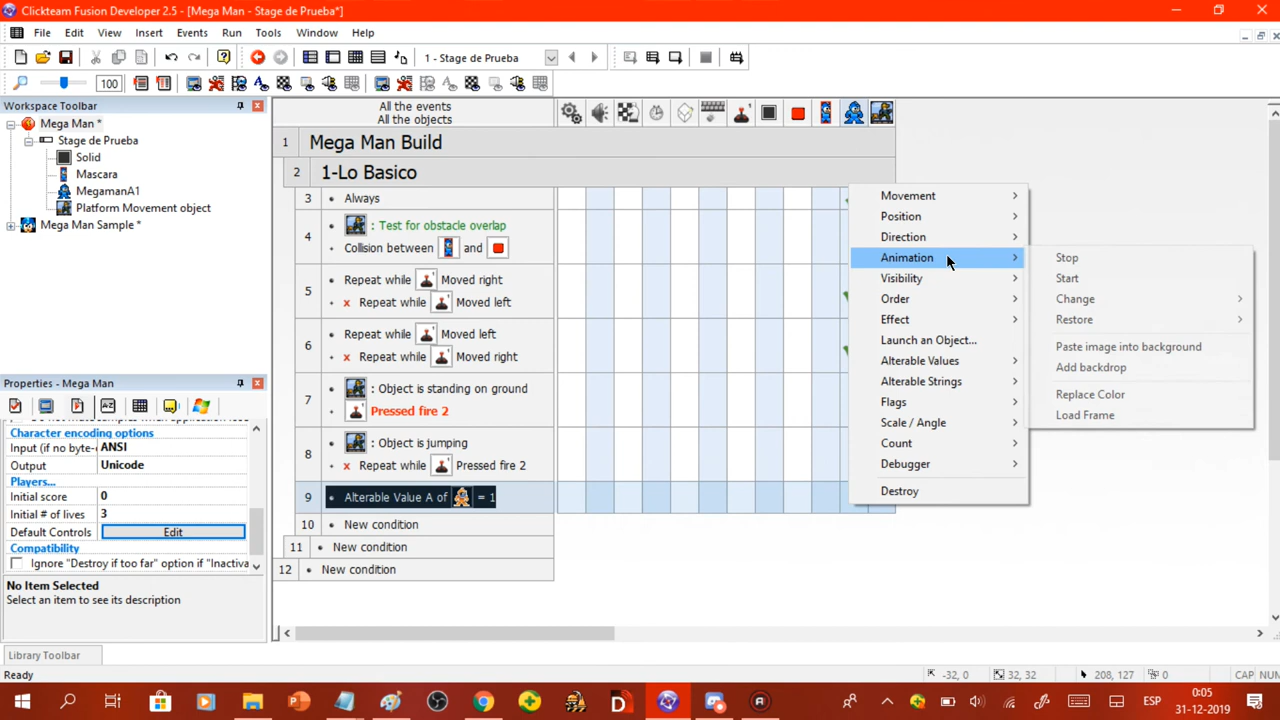 Clickteam Fusion Developer 2.5 - [Mega Man - Stage de Prueba*]
File Edit View Insert Events Run Tools Window Help
1 - Stage de Prueba
100
Workspace Toolbar
Mega Man *
Stage de Prueba
Solid
Mascara
MegamanA1
Platform Movement object
Mega Man Sample *
Properties - Mega Man
Character encoding options
Input (if no byte- ANSI
Output Unicode
Players...
Initial score 0
Initial # of lives 3
Default Controls Edit
Compatibility
Ignore "Destroy if too far" option if "Inactiva
No Item Selected
Select an item to see its description
Library Toolbar
Ready
All the events
All the objects
1 Mega Man Build
2 1-Lo Basico
3 • Always
4 • : Test for obstacle overlap
Collision between and
5 • Repeat while Moved right
• x Repeat while Moved left
6 • Repeat while Moved left
• x Repeat while Moved right
7 • : Object is standing on ground
Pressed fire 2
8 • : Object is jumping
• x Repeat while Pressed fire 2
9 • Alterable Value A of = 1
10 • New condition
11 • New condition
12 • New condition
Movement
Position
Direction
Animation
Visibility
Order
Effect
Launch an Object...
Alterable Values
Alterable Strings
Flags
Scale / Angle
Count
Debugger
Destroy
Stop
Start
Change
Restore
Paste image into background
Add backdrop
Replace Color
Load Frame
-32, 0 32, 32 208, 127 0 CAP NUM
ESP
0:05
31-12-2019